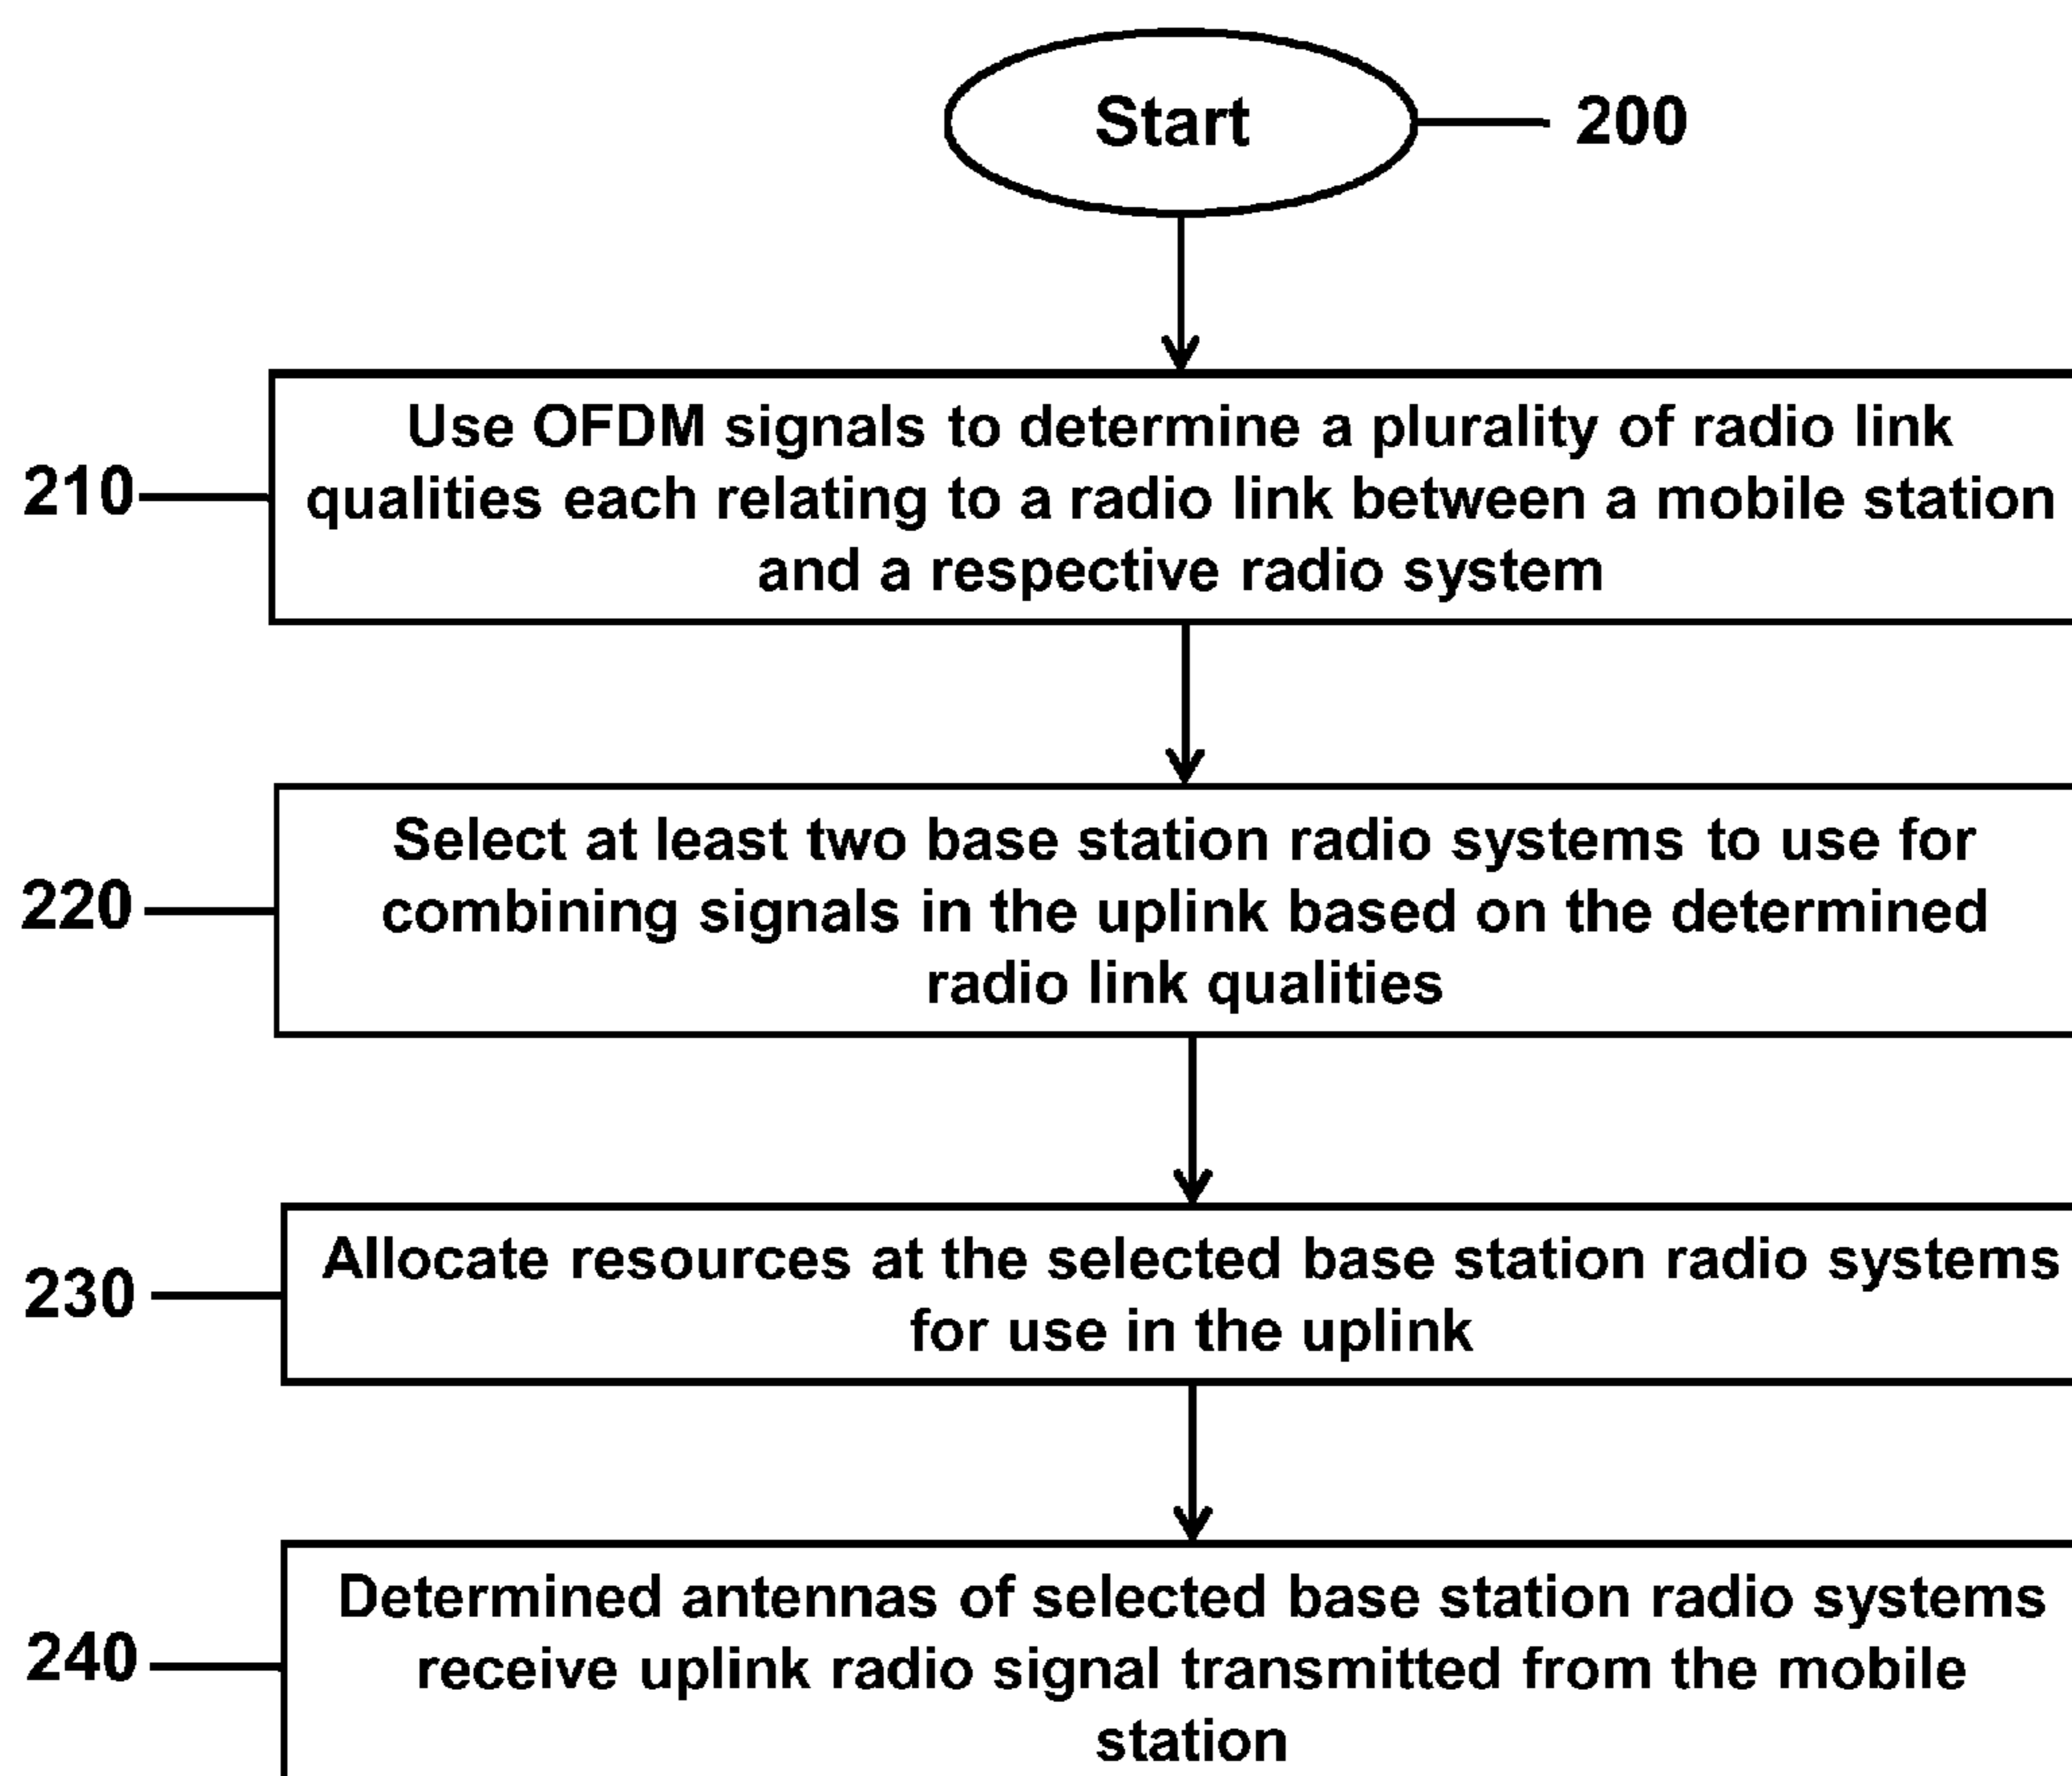 Start
200
Use OFDM signals to determine a plurality of radio link
qualities each relating to a radio link between a mobile station
and a respective radio system
210
Select at least two base station radio systems to use for
combining signals in the uplink based on the determined
radio link qualities
220
Allocate resources at the selected base station radio systems
for use in the uplink
230
Determined antennas of selected base station radio systems
receive uplink radio signal transmitted from the mobile
station
240